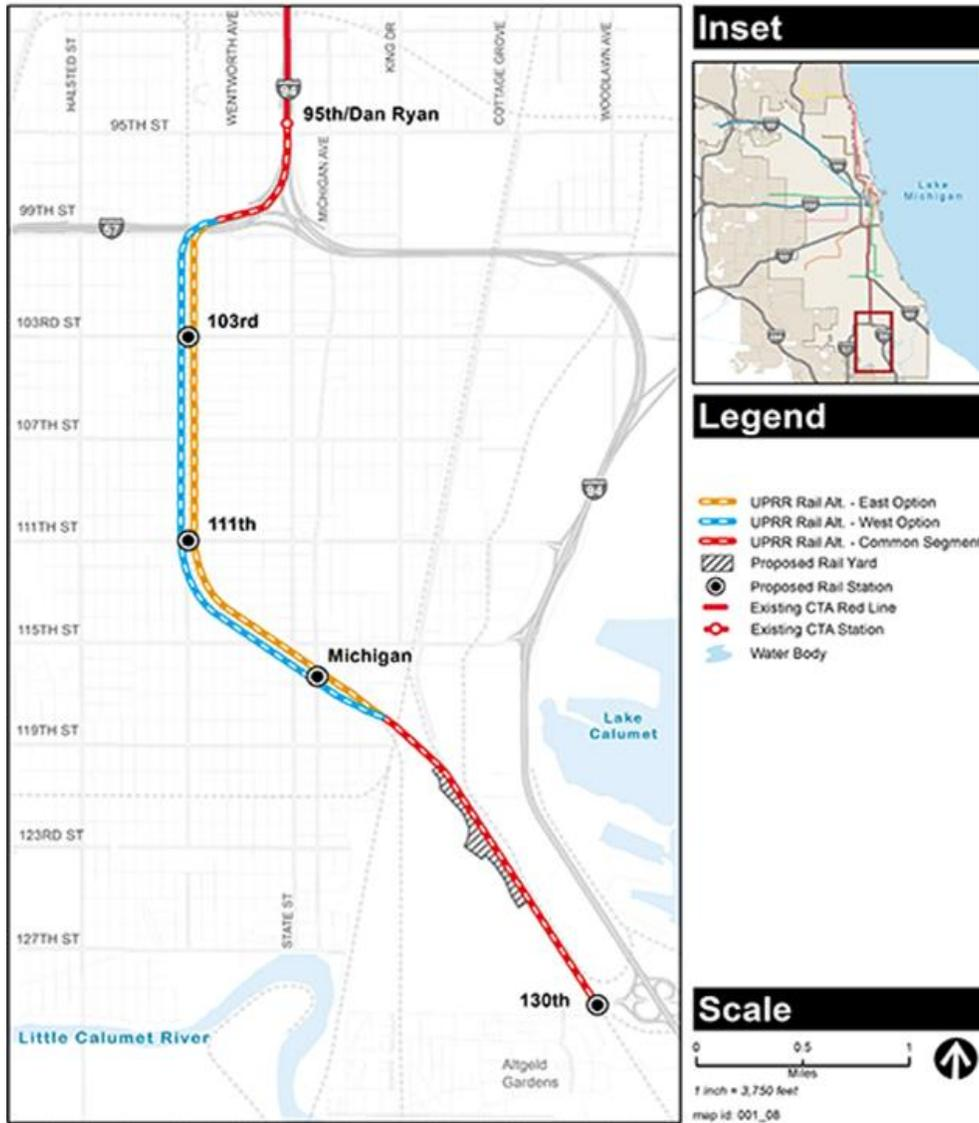 HALSTED ST
WENTWORTH AVE
94
KING DR
COTTAGE GROVE
WOODLAWN AVE
95th/Dan Ryan
95TH ST
MICHIGAN AVE
99TH ST
57
103rd
103RD ST
107TH ST
94
111th
111TH ST
115TH ST
Michigan
119TH ST
Lake
Calumet
123RD ST
STATE ST
127TH ST
130th
Little Calumet River
Altgeld
Gardens
Inset
Lake
Michigan
Legend
UPRR Rail Alt. - East Option
UPRR Rail Alt. - West Option
UPRR Rail Alt. - Common Segment
Proposed Rail Yard
Proposed Rail Station
Existing CTA Red Line
Existing CTA Station
Water Body
Scale
0 0.5 1
Miles
1 inch = 3,750 feet
map id: 001_08